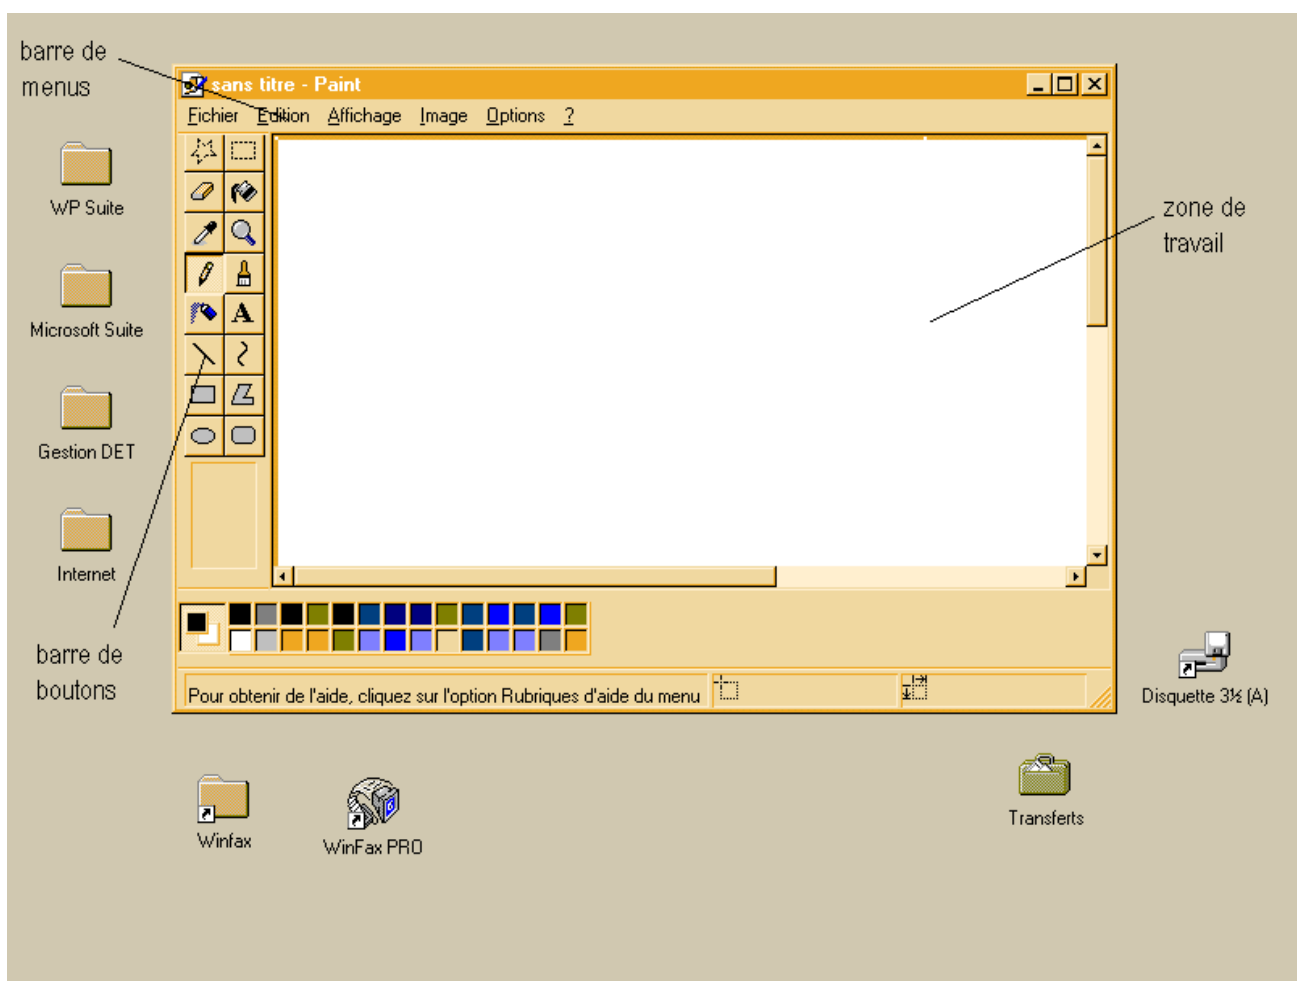 barre de
menus
sans titre - Paint
Fichier Edition Affichage Image Options ?
WP Suite
zone de
travail
A
Microsoft Suite
Gestion DET
Internet
barre de
boutons
Pour obtenir de l'aide, cliquez sur l'option Rubriques d'aide du menu
Disquette 3½ (A)
Winfax
WinFax PRO
Transferts